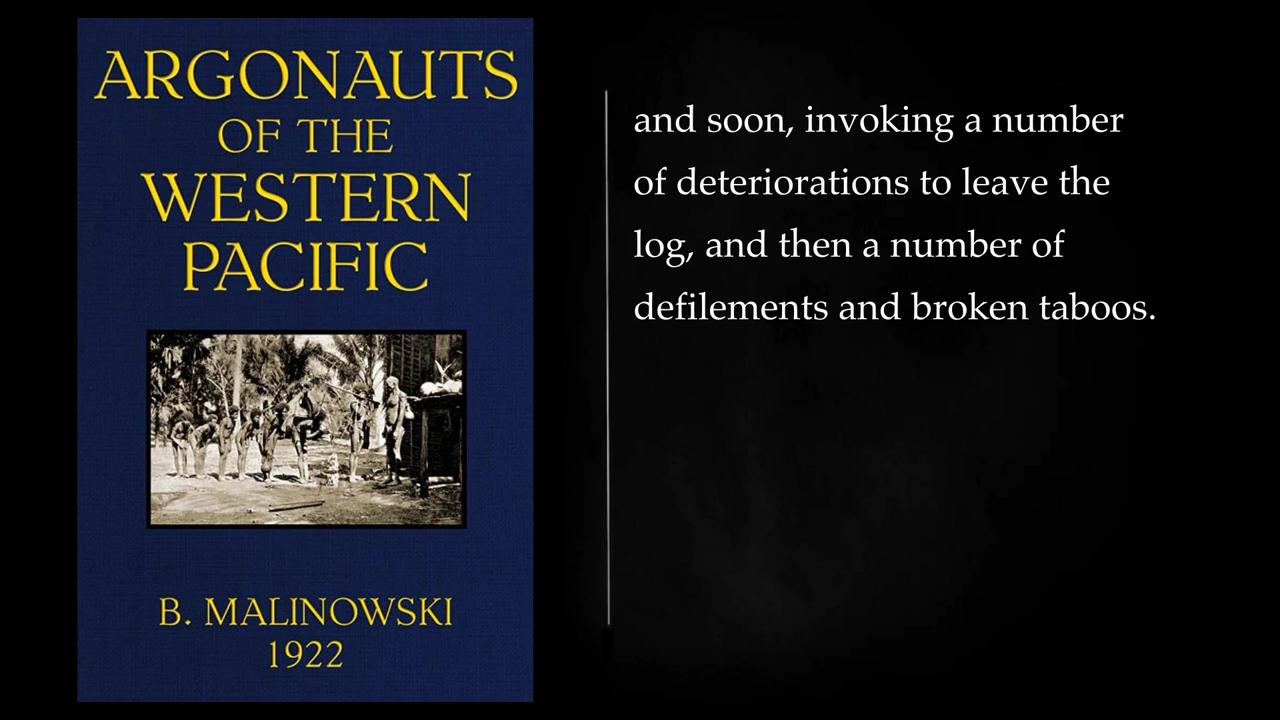 ARGONAUTS
OF THE
WESTERN
PACIFIC
B. MALINOWSKI
1922
and soon, invoking a number
of deteriorations to leave the
log, and then a number of
defilements and broken taboos.